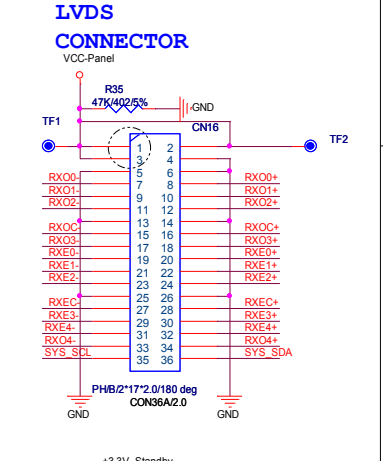 LVDS
CONNECTOR
VCC-Panel
R35
47K/402/5%
GND
TF1
CN16
TF2
1 2
3 4
5 6
RXO0- 7 8 RXO0+
RXO1- 9 10 RXO1+
RXO2- 11 12 RXO2+
13 14
RXOC- 15 16 RXOC+
RXO3- 17 18 RXO3+
RXE0- 19 20 RXE0+
RXE1- 21 22 RXE1+
RXE2- 23 24 RXE2+
25 26
RXEC- 27 28 RXEC+
RXE3- 29 30 RXE3+
RXE4- 31 32 RXE4+
RXO4- 33 34 RXO4+
SYS_SCL 35 36 SYS_SDA
PH/B/2*17*2.0/180 deg
CON36A/2.0
GND GND
+3.3V_Standby